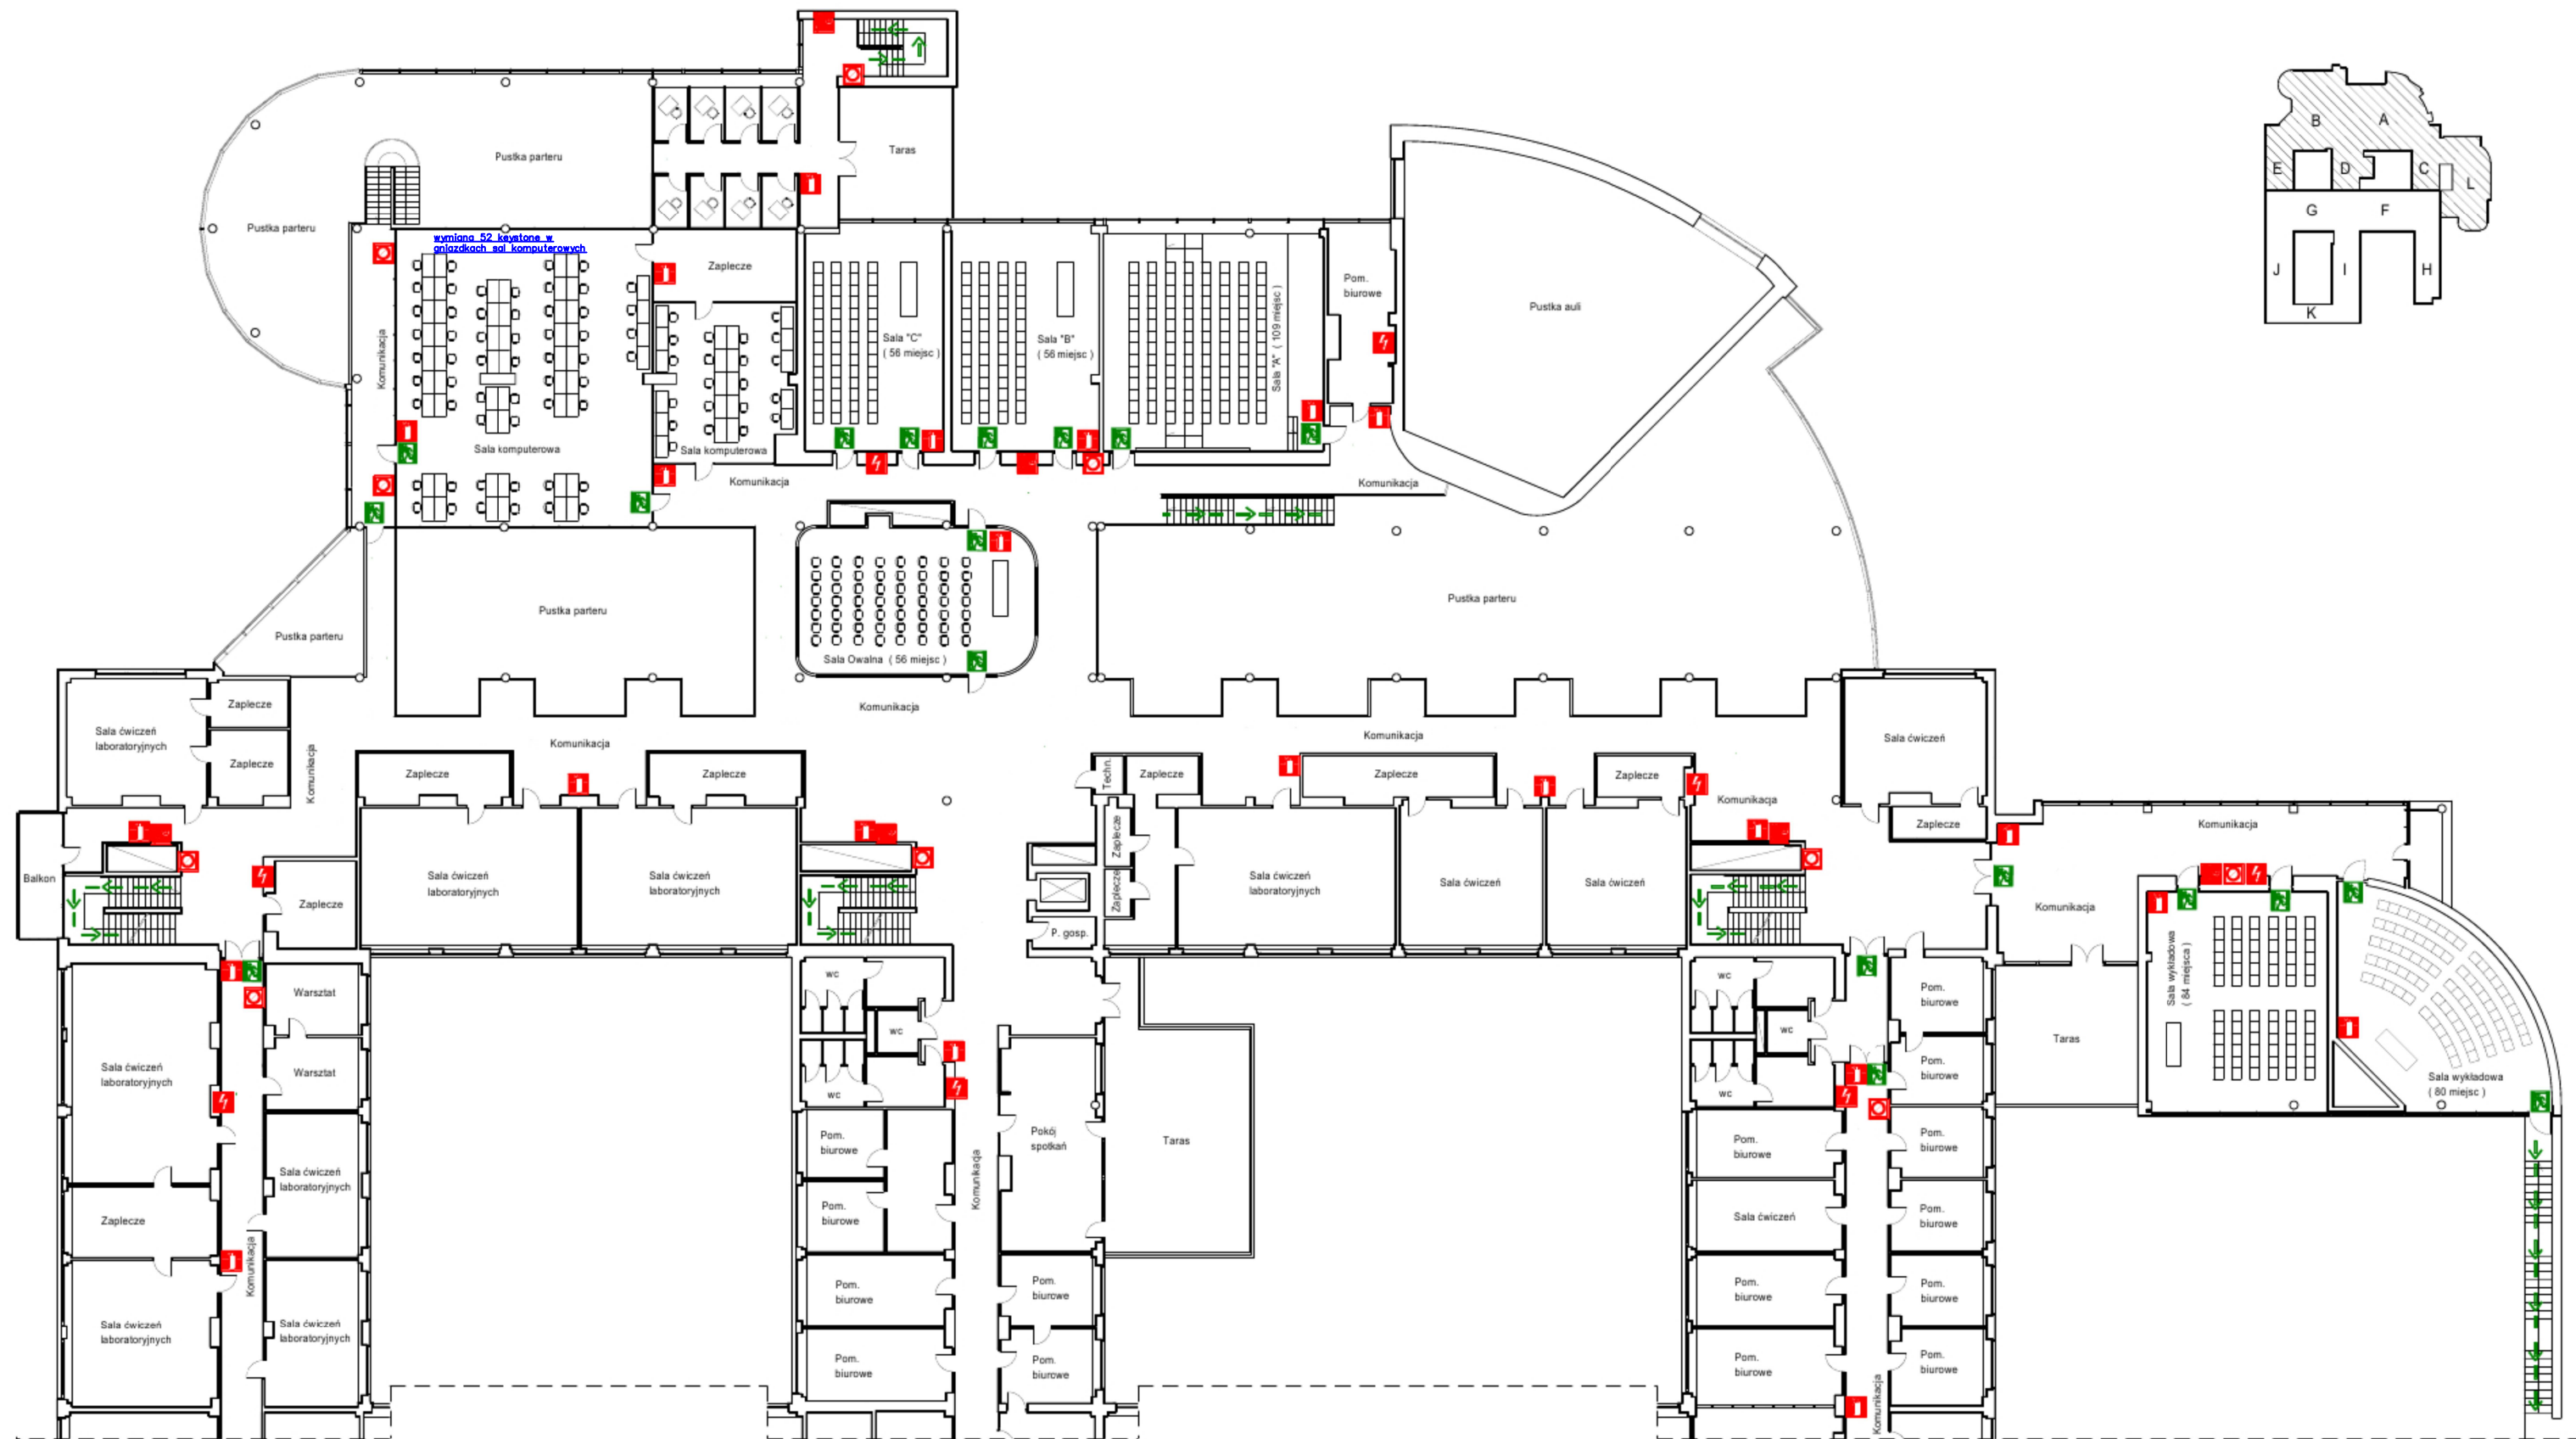 Pustka parteru
Taras
Pustka parteru
B
A
E
D
C
L
G
F
J
I
H
K
wymiana 52 keystone w
gniazdkach sal komputerowych
Zaplecze
Pom.
biurowe
Pustka auli
Komunikacja
Sala "C"
( 56 miejsc )
Sala "B"
( 56 miejsc )
Sala "A" ( 109 miejsc )
Sala komputerowa
Sala komputerowa
Komunikacja
Komunikacja
Pustka parteru
Pustka parteru
Pustka parteru
Sala Owalna ( 56 miejsc )
Komunikacja
Zaplecze
Sala ćwiczeń
laboratoryjnych
Zaplecze
Komunikacja
Komunikacja
Komunikacja
Sala ćwiczeń
Zaplecze
Zaplecze
Techn.
Zaplecze
Zaplecze
Zaplecze
Komunikacja
Zaplecze
Komunikacja
Zaplecze
Zaplecze
Balkon
Zaplecze
Sala ćwiczeń
laboratoryjnych
Sala ćwiczeń
laboratoryjnych
Sala ćwiczeń
laboratoryjnych
Sala ćwiczeń
Sala ćwiczeń
P. gosp.
Komunikacja
Warsztat
wc
wc
wc
wc
wc
wc
Pom.
biurowe
Sala wykładowa
( 84 miejsca )
Taras
Sala ćwiczeń
laboratoryjnych
Warsztat
Pom.
biurowe
Sala wykładowa
( 80 miejsc )
Pom.
biurowe
Pokój
spotkań
Taras
Pom.
biurowe
Pom.
biurowe
Sala ćwiczeń
laboratoryjnych
Zaplecze
Komunikacja
Pom.
biurowe
Komunikacja
Sala ćwiczeń
Pom.
biurowe
Pom.
biurowe
Pom.
biurowe
Pom.
biurowe
Pom.
biurowe
Sala ćwiczeń
laboratoryjnych
Sala ćwiczeń
laboratoryjnych
Pom.
biurowe
Pom.
biurowe
Pom.
biurowe
Pom.
biurowe
Komunikacja